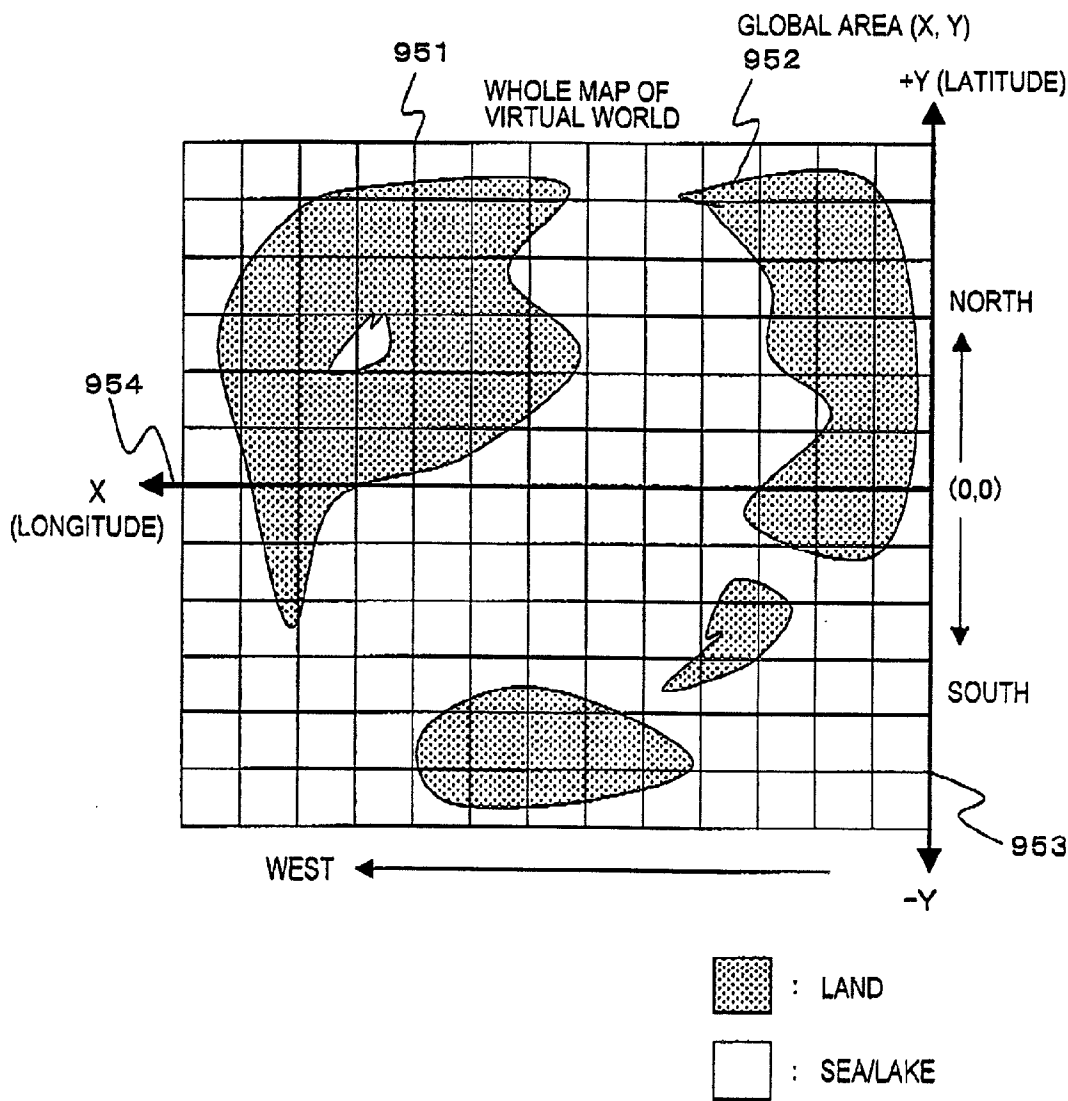 GLOBAL AREA (X, Y)
951
952
+Y (LATITUDE)
WHOLE MAP OF
VIRTUAL WORLD
NORTH
954
X
(0,0)
(LONGITUDE)
SOUTH
953
WEST
-Y
: LAND
: SEA/LAKE